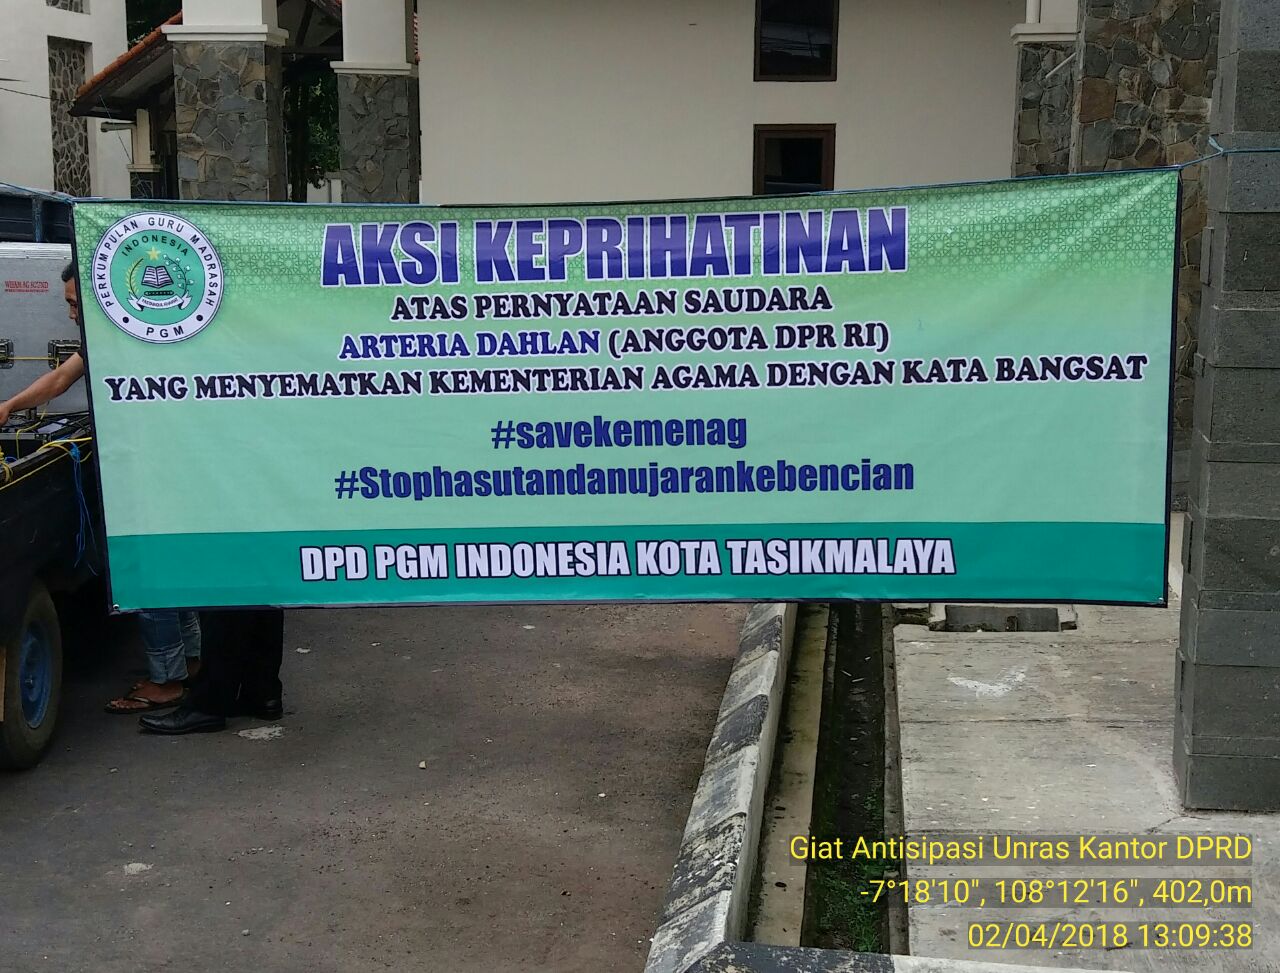 PERKUMPULAN GURU MADRASAH
INDONESIA
PGM
AKSI KEPRIHATINAN
ATAS PERNYATAAN SAUDARA
ARTERIA DAHLAN (ANGGOTA DPR RI)
YANG MENYEMATKAN KEMENTERIAN AGAMA DENGAN KATA BANGSAT
#savekemenag
#Stophasutandanujarankebencian
DPD PGM INDONESIA KOTA TASIKMALAYA
Giat Antisipasi Unras Kantor DPRD
-7°18'10", 108°12'16", 402,0m
02/04/2018 13:09:38